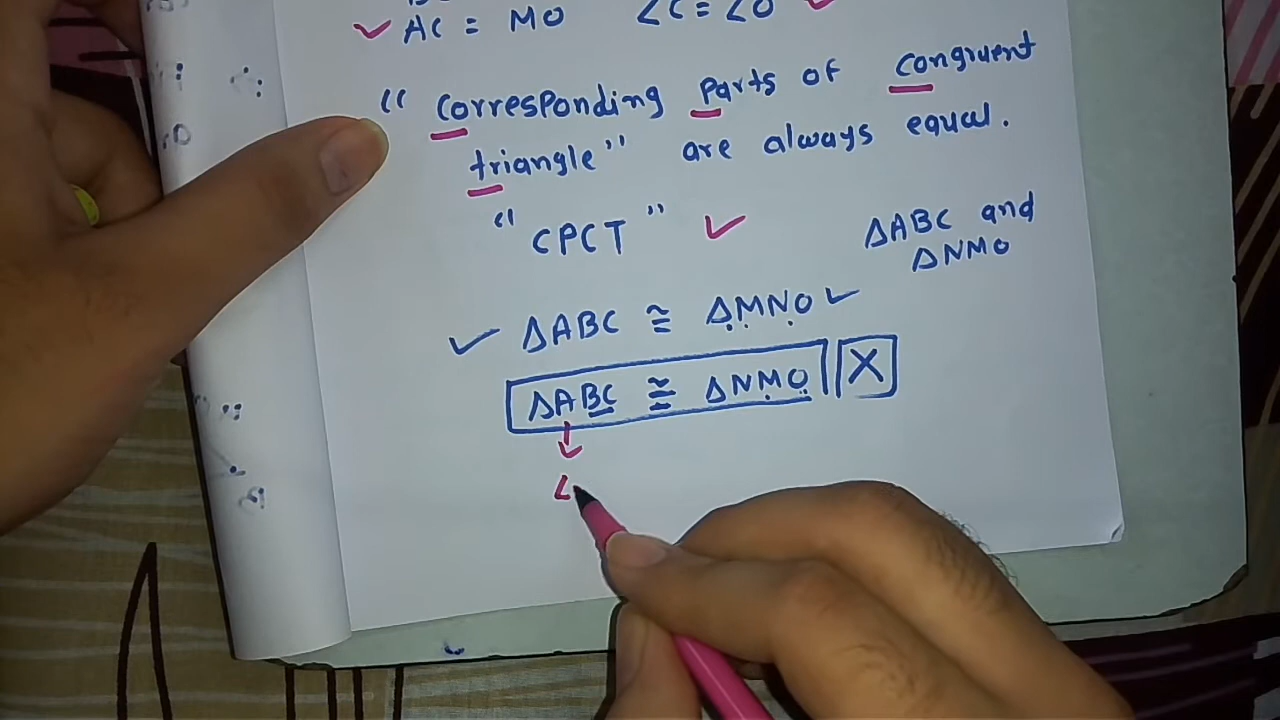 AC = MO ∠C = ∠O
"Corresponding Parts of Congruent
triangle" are always equal.
"CPCT"
ΔABC and
ΔNMO
ΔABC ≅ ΔMNO
ΔABC ≅ ΔNMO X
∠